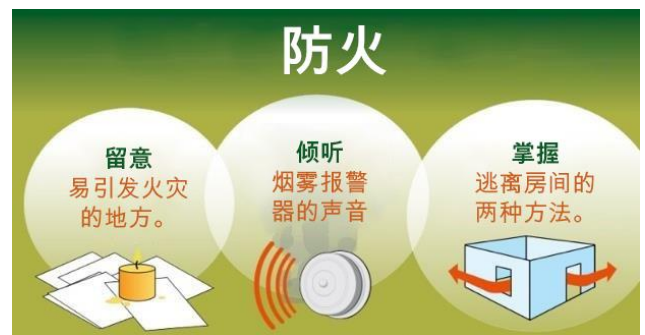 防火
留意
易引发火灾
的地方。
倾听
烟雾报警
器的声音
掌握
逃离房间的
两种方法。